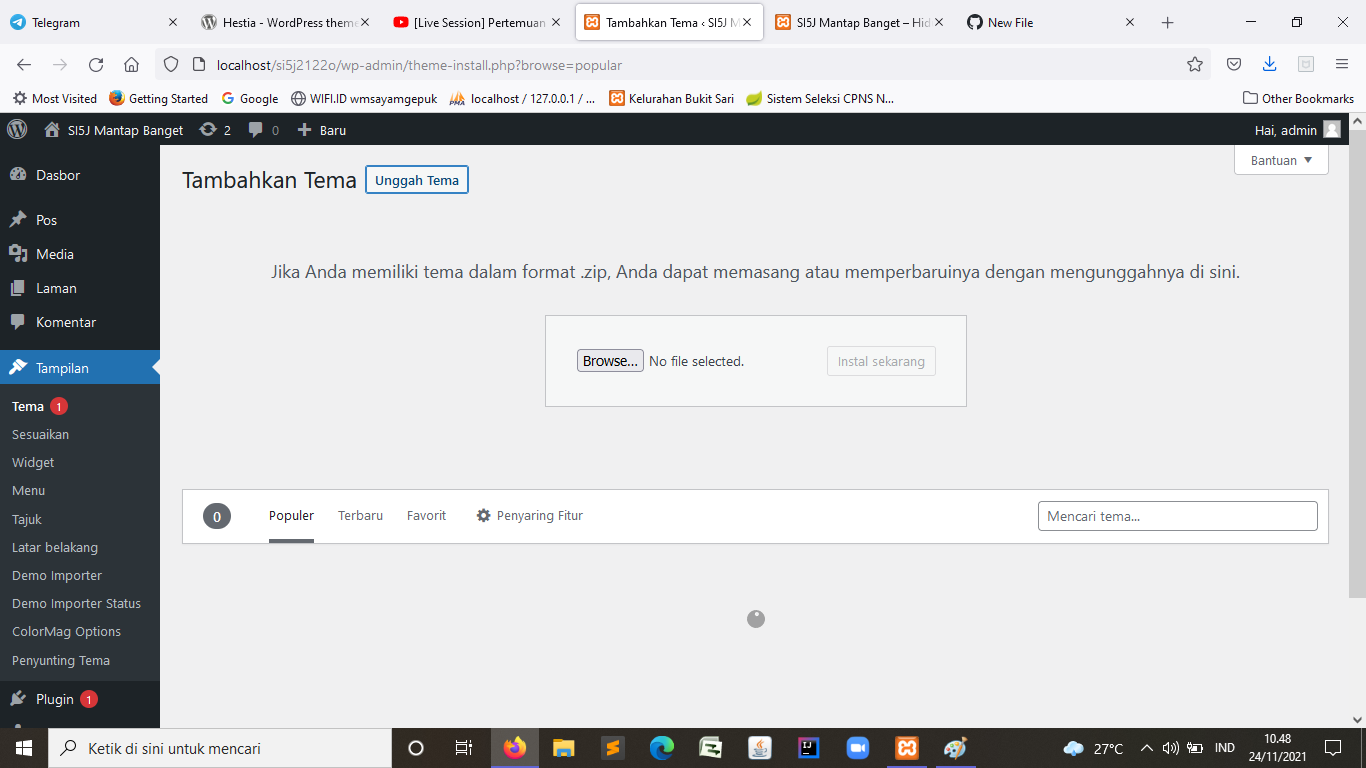 Telegram
Hestia - WordPress theme
[Live Session] Pertemuan
Tambahkan Tema ‹ SI5J M
SI5J Mantap Banget – Hid
New File
localhost/si5j2122o/wp-admin/theme-install.php?browse=popular
Most Visited
Getting Started
Google
WIFI.ID wmsayamgepuk
localhost / 127.0.0.1 / ...
Kelurahan Bukit Sari
Sistem Seleksi CPNS N...
Other Bookmarks
SI5J Mantap Banget
2
0
Baru
Hai, admin
Dasbor
Pos
Media
Laman
Komentar
Tampilan
Tema 1
Sesuaikan
Widget
Menu
Tajuk
Latar belakang
Demo Importer
Demo Importer Status
ColorMag Options
Penyunting Tema
Plugin 1
Bantuan
Tambahkan Tema
Unggah Tema
Jika Anda memiliki tema dalam format .zip, Anda dapat memasang atau memperbaruinya dengan mengunggahnya di sini.
Browse... No file selected.
Instal sekarang
0
Populer
Terbaru
Favorit
Penyaring Fitur
Mencari tema...
Ketik di sini untuk mencari
27°C
IND
10.48
24/11/2021